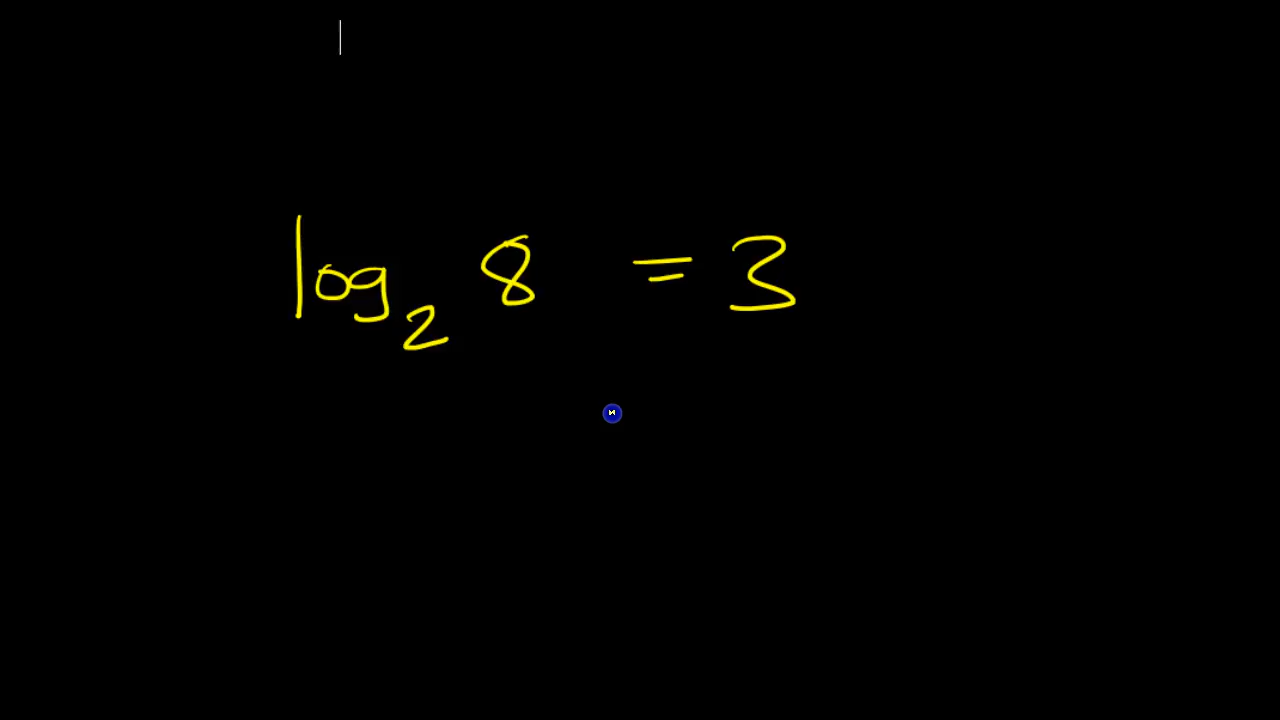 log₂ 8 = 3